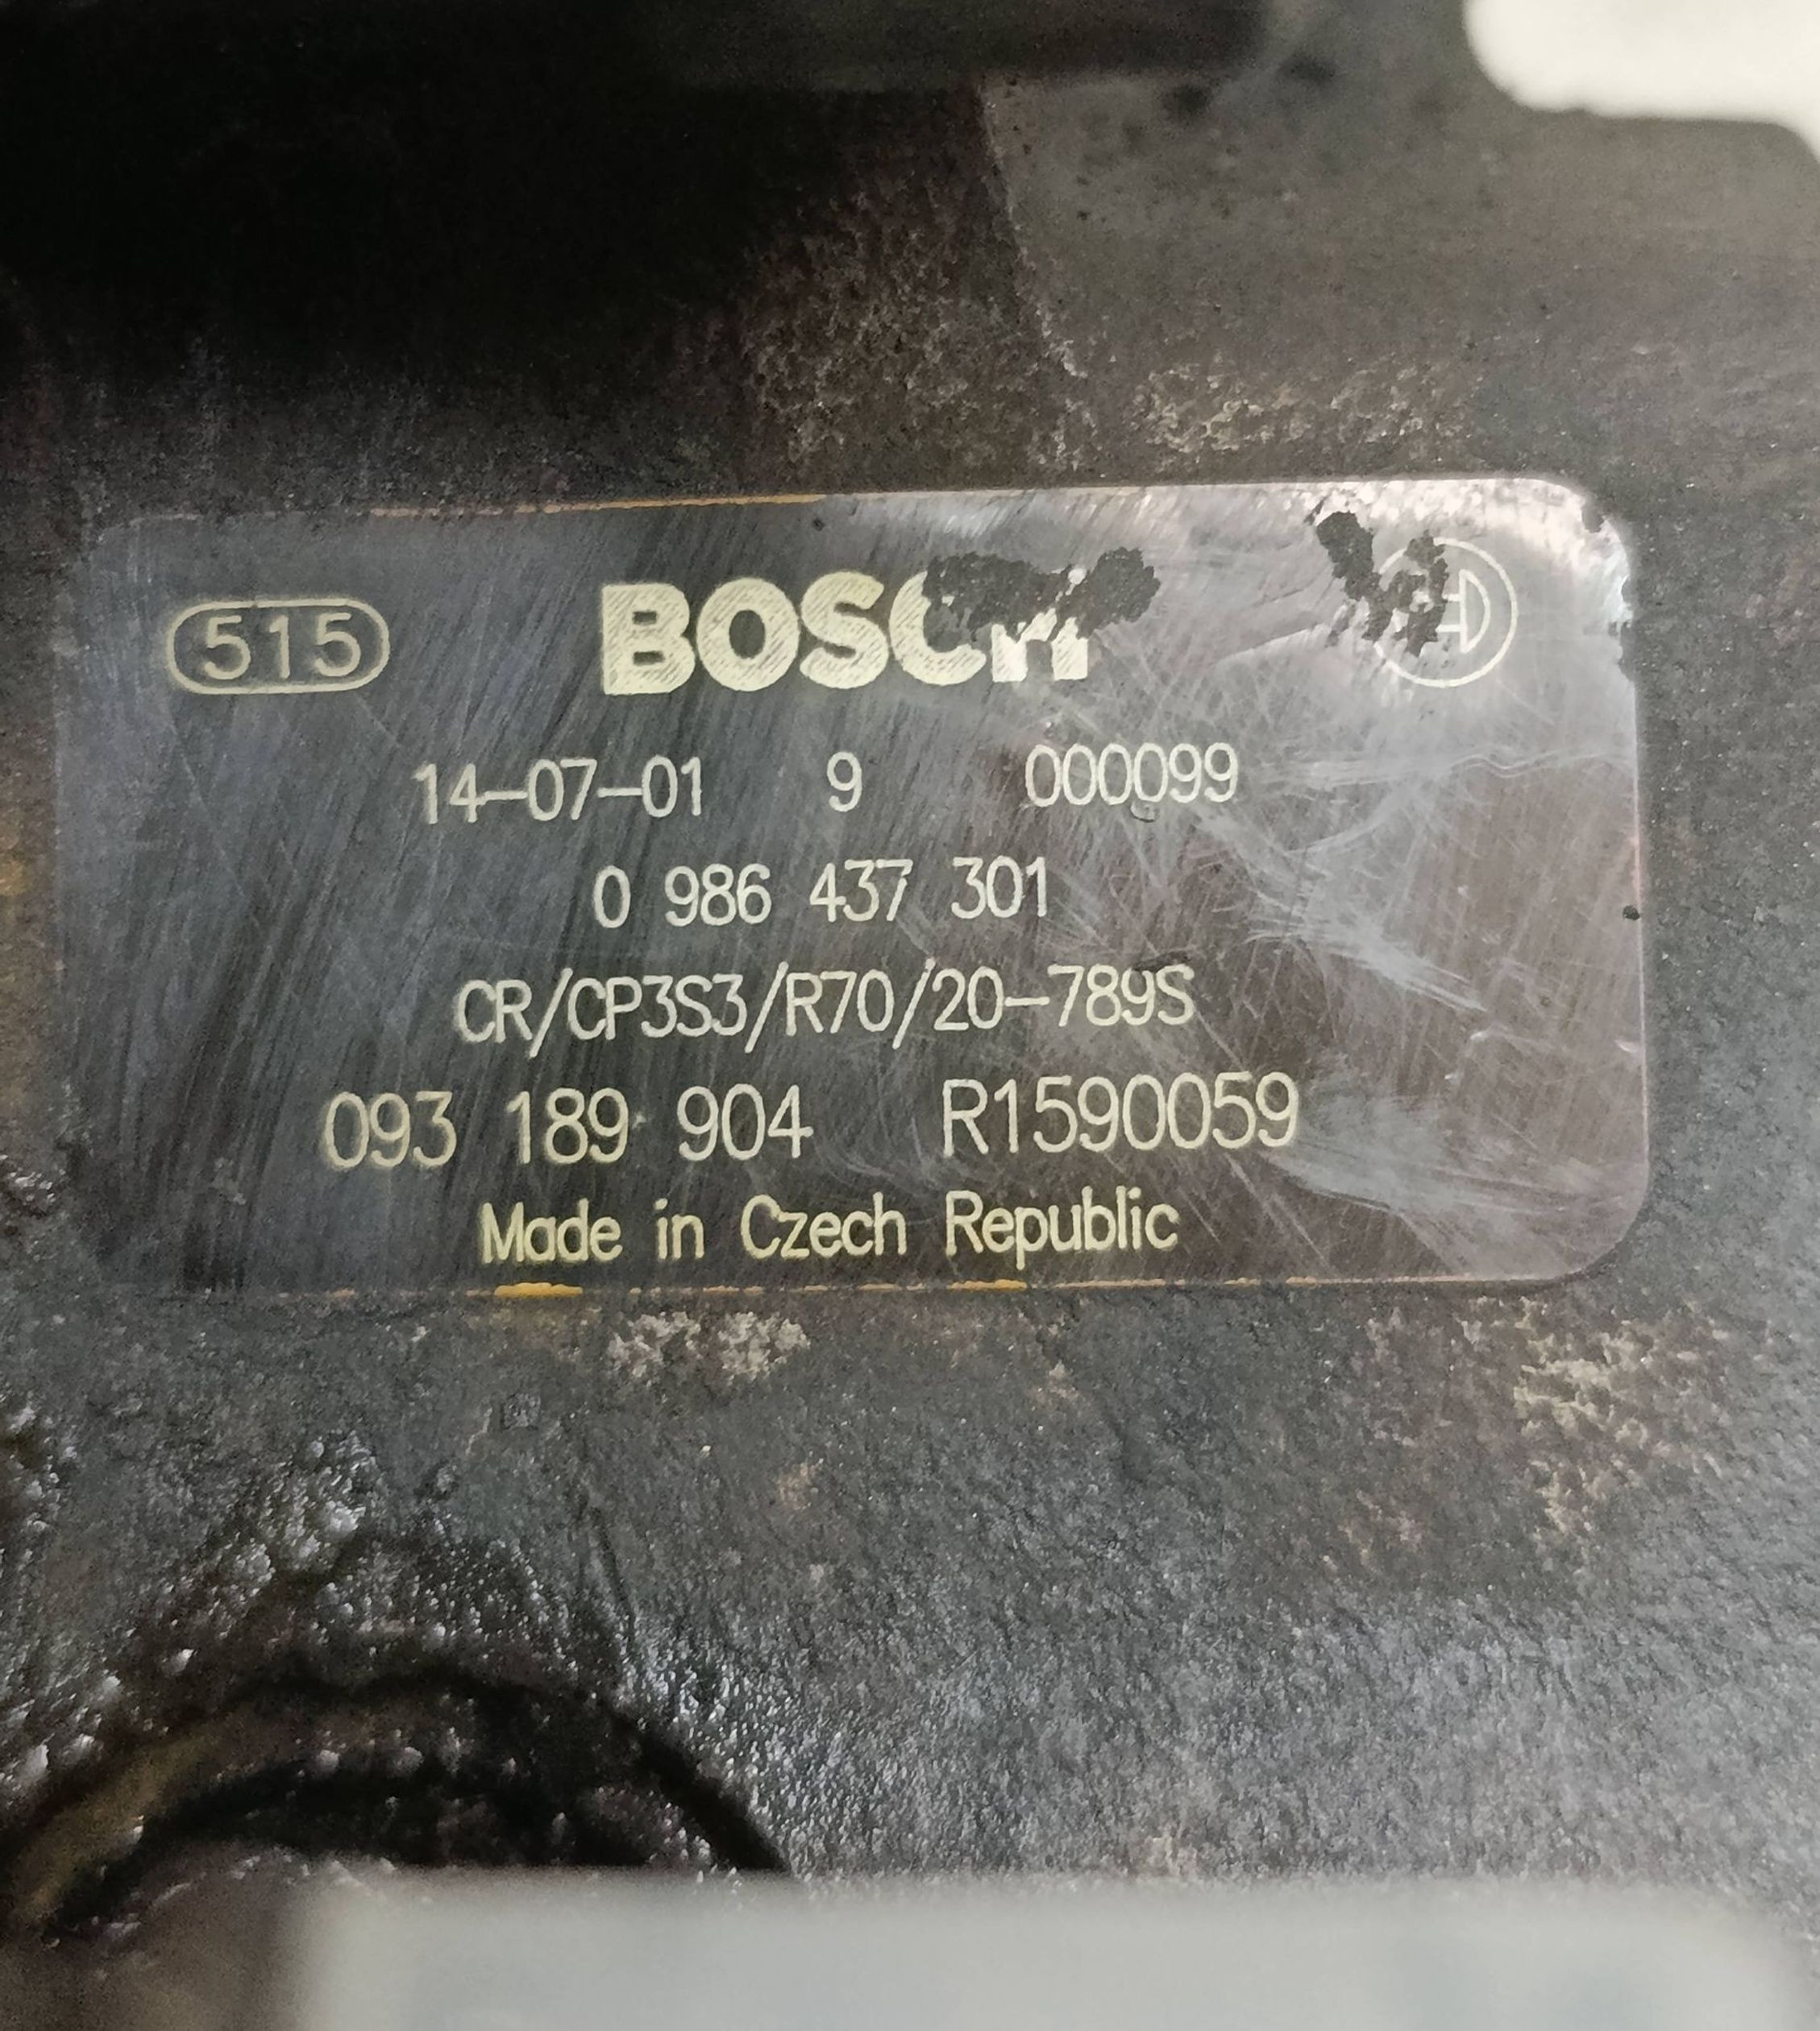 515 BOSCH
14-07-01 9 000099
0 986 437 301
CR/CP3S3/R70/20-789S
093 189 904 R1590059
Made in Czech Republic